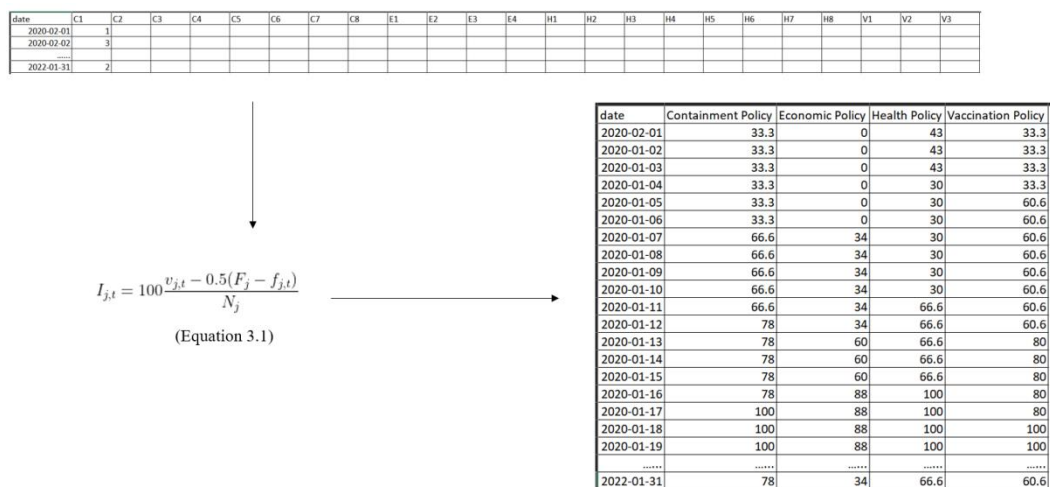 date C1 C2 C3 C4 C5 C6 C7 C8 E1 E2 E3 E4 H1 H2 H3 H4 H5 H6 H7 H8 V1 V2 V3
2020-02-01 1
2020-02-02 3
......
2022-01-31 2
I_{j,t} = 100 \frac{v_{j,t} - 0.5(F_j - f_{j,t})}{N_j}
(Equation 3.1)
date Containment Policy Economic Policy Health Policy Vaccination Policy
2020-02-01 33.3 0 43 33.3
2020-01-02 33.3 0 43 33.3
2020-01-03 33.3 0 43 33.3
2020-01-04 33.3 0 30 33.3
2020-01-05 33.3 0 30 60.6
2020-01-06 33.3 0 30 60.6
2020-01-07 66.6 34 30 60.6
2020-01-08 66.6 34 30 60.6
2020-01-09 66.6 34 30 60.6
2020-01-10 66.6 34 30 60.6
2020-01-11 66.6 34 66.6 60.6
2020-01-12 78 34 66.6 60.6
2020-01-13 78 60 66.6 80
2020-01-14 78 60 66.6 80
2020-01-15 78 60 66.6 80
2020-01-16 78 88 100 80
2020-01-17 100 88 100 80
2020-01-18 100 88 100 100
2020-01-19 100 88 100 100
...... ...... ...... ...... ......
2022-01-31 78 34 66.6 60.6